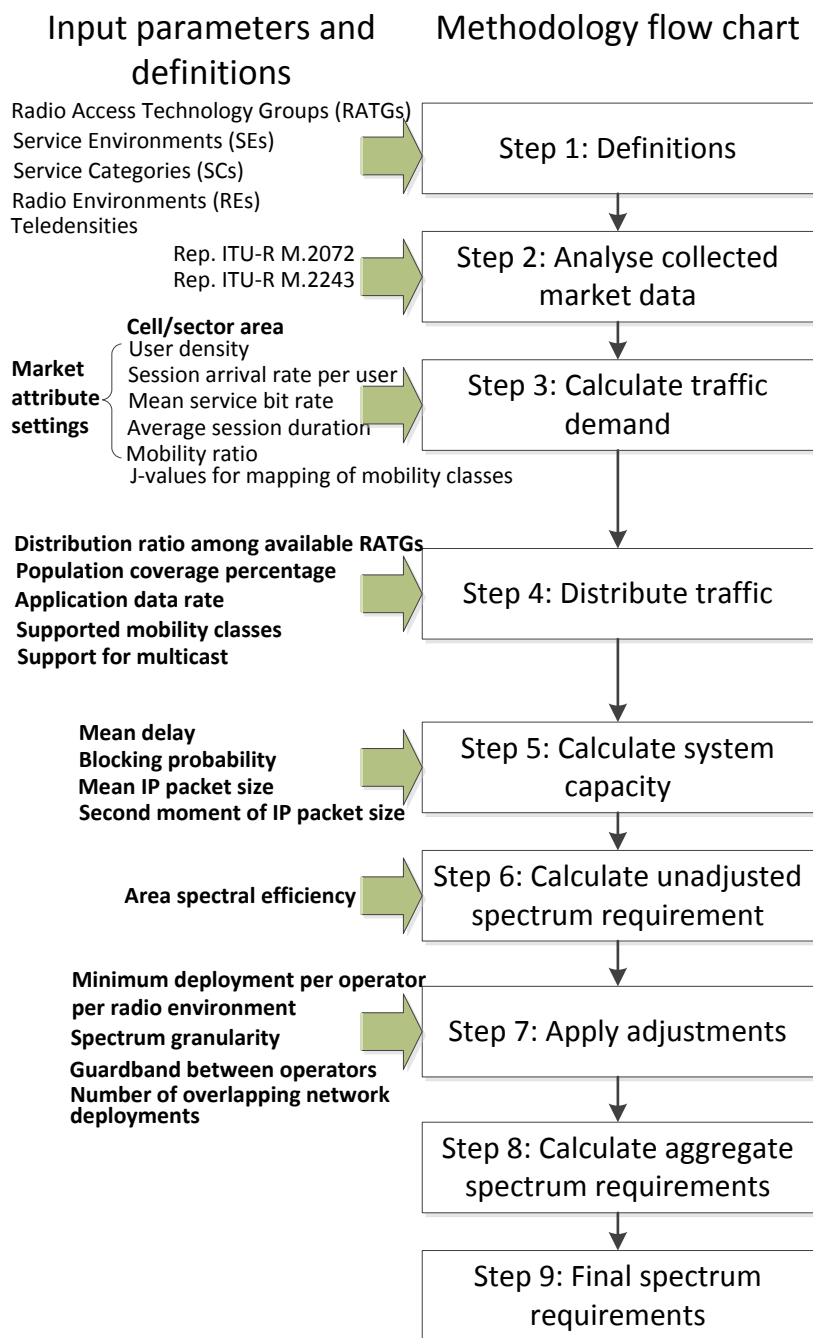 Input parameters and
definitions
Methodology flow chart
Radio Access Technology Groups (RATGs)
Service Environments (SEs)
Service Categories (SCs)
Radio Environments (REs)
Teledensities
Step 1: Definitions
Rep. ITU-R M.2072
Rep. ITU-R M.2243
Step 2: Analyse collected
market data
Market
attribute
settings
Cell/sector area
User density
Session arrival rate per user
Mean service bit rate
Average session duration
Mobility ratio
J-values for mapping of mobility classes
Step 3: Calculate traffic
demand
Distribution ratio among available RATGs
Population coverage percentage
Application data rate
Supported mobility classes
Support for multicast
Step 4: Distribute traffic
Mean delay
Blocking probability
Mean IP packet size
Second moment of IP packet size
Step 5: Calculate system
capacity
Area spectral efficiency
Step 6: Calculate unadjusted
spectrum requirement
Minimum deployment per operator
per radio environment
Spectrum granularity
Guardband between operators
Number of overlapping network
deployments
Step 7: Apply adjustments
Step 8: Calculate aggregate
spectrum requirements
Step 9: Final spectrum
requirements